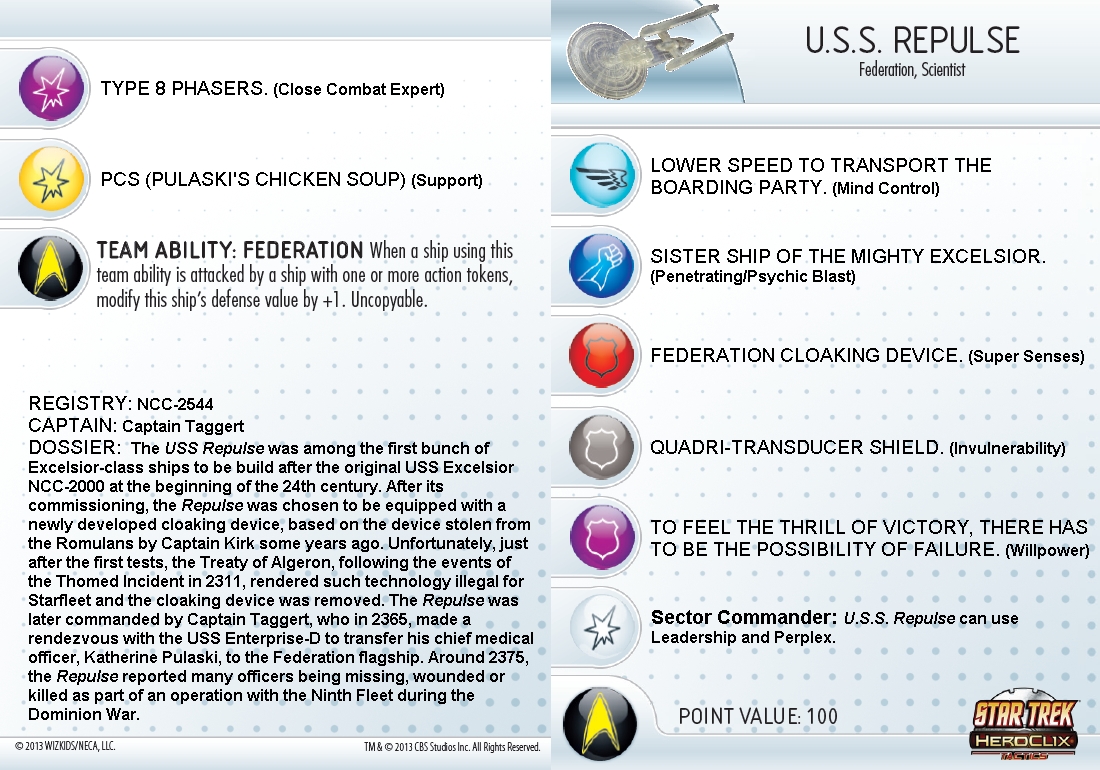 TYPE 8 PHASERS. (Close Combat Expert)
PCS (PULASKI'S CHICKEN SOUP) (Support)
TEAM ABILITY: FEDERATION When a ship using this
team ability is attacked by a ship with one or more action tokens,
modify this ship's defense value by +1. Uncopyable.
REGISTRY: NCC-2544
CAPTAIN: Captain Taggert
DOSSIER: The USS Repulse was among the first bunch of
Excelsior-class ships to be build after the original USS Excelsior
NCC-2000 at the beginning of the 24th century. After its
commissioning, the Repulse was chosen to be equipped with a
newly developed cloaking device, based on the device stolen from
the Romulans by Captain Kirk some years ago. Unfortunately, just
after the first tests, the Treaty of Algeron, following the events of
the Thomed Incident in 2311, rendered such technology illegal for
Starfleet and the cloaking device was removed. The Repulse was
later commanded by Captain Taggert, who in 2365, made a
rendezvous with the USS Enterprise-D to transfer his chief medical
officer, Katherine Pulaski, to the Federation flagship. Around 2375,
the Repulse reported many officers being missing, wounded or
killed as part of an operation with the Ninth Fleet during the
Dominion War.
© 2013 WIZKIDS/NECA, LLC.
TM & © 2013 CBS Studios Inc. All Rights Reserved.
U.S.S. REPULSE
Federation, Scientist
LOWER SPEED TO TRANSPORT THE
BOARDING PARTY. (Mind Control)
SISTER SHIP OF THE MIGHTY EXCELSIOR.
(Penetrating/Psychic Blast)
FEDERATION CLOAKING DEVICE. (Super Senses)
QUADRI-TRANSDUCER SHIELD. (Invulnerability)
TO FEEL THE THRILL OF VICTORY, THERE HAS
TO BE THE POSSIBILITY OF FAILURE. (Willpower)
Sector Commander: U.S.S. Repulse can use
Leadership and Perplex.
POINT VALUE: 100
STAR TREK
HEROCLIX
TACTICS